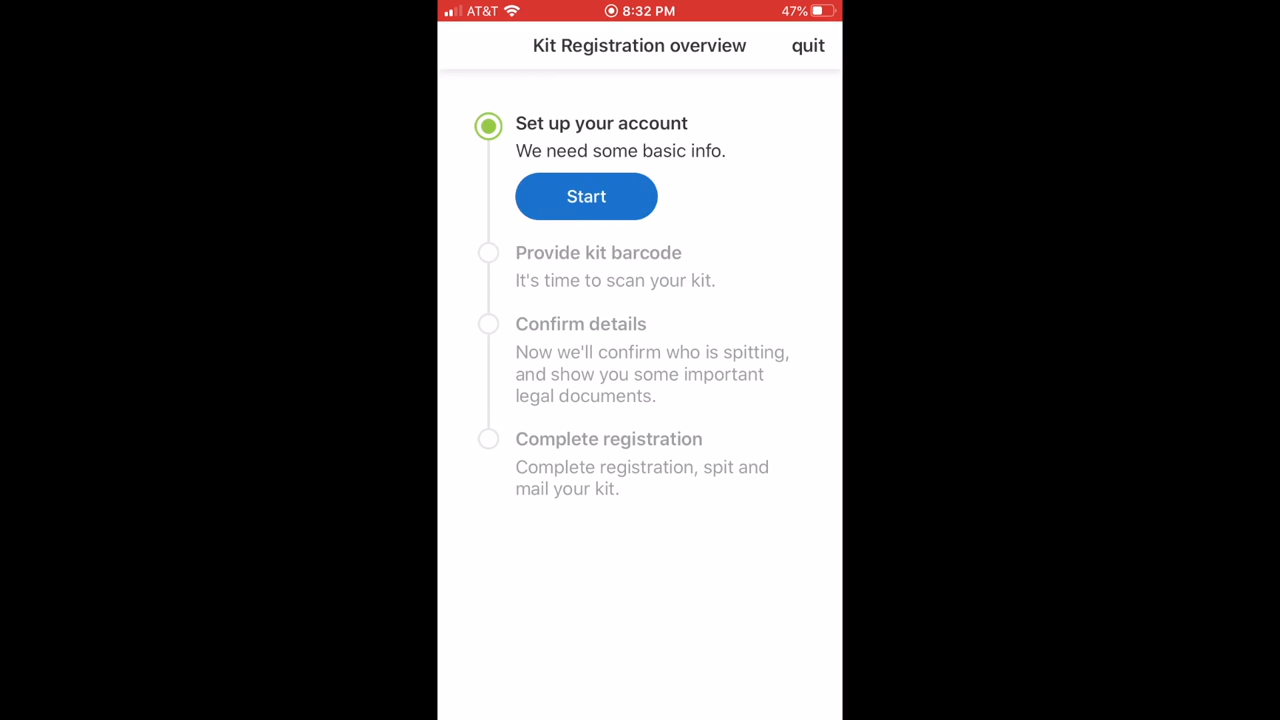 AT&T 8:32 PM 47%
Kit Registration overview quit
Set up your account
We need some basic info.
Start
Provide kit barcode
It's time to scan your kit.
Confirm details
Now we'll confirm who is spitting,
and show you some important
legal documents.
Complete registration
Complete registration, spit and
mail your kit.